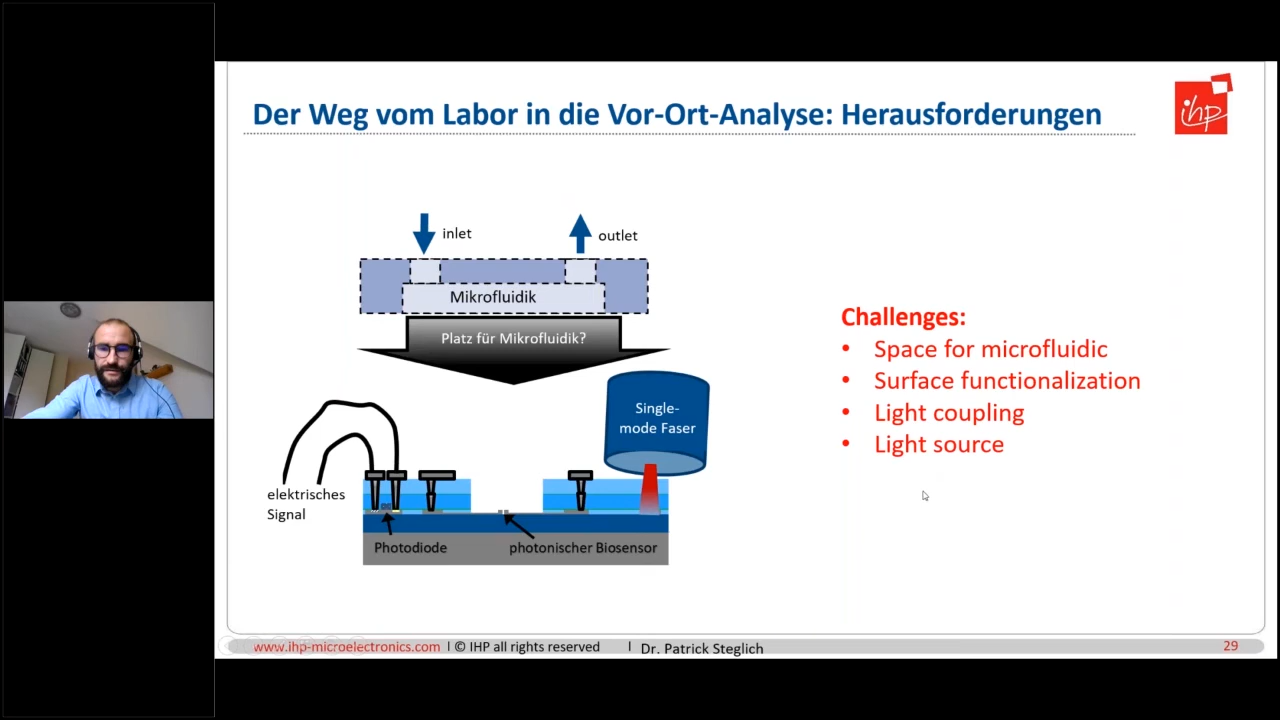 Der Weg vom Labor in die Vor-Ort-Analyse: Herausforderungen
ihp
inlet
outlet
Mikrofluidik
Platz für Mikrofluidik?
Single-
mode Faser
elektrisches
Signal
Photodiode
photonischer Biosensor
Challenges:
• Space for microfluidic
• Surface functionalization
• Light coupling
• Light source
www.ihp-microelectronics.com I © IHP all rights reserved I Dr. Patrick Steglich 29